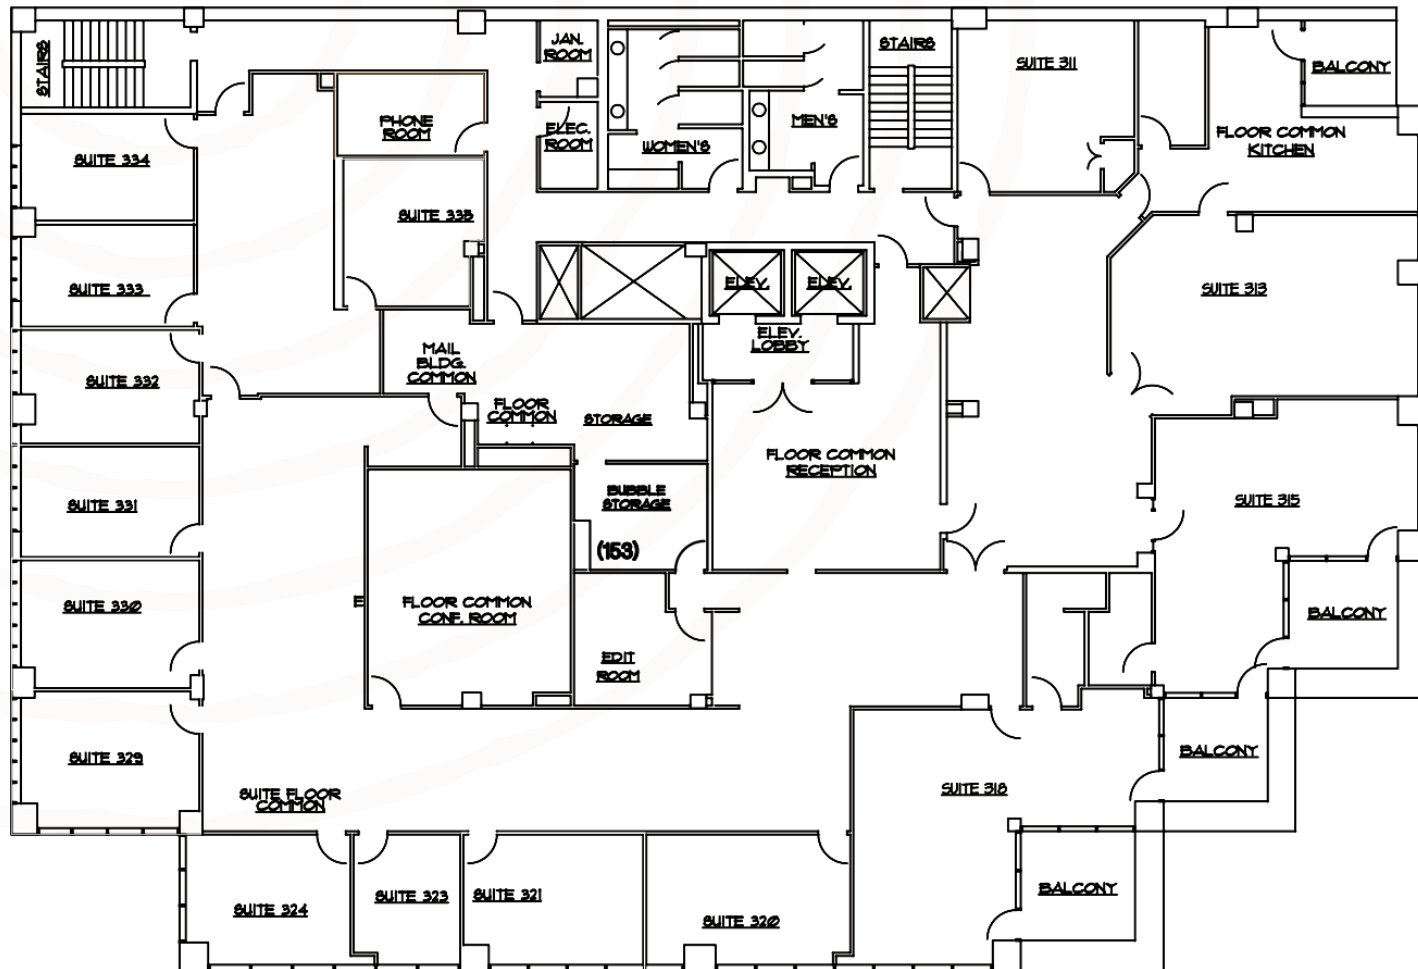 STAIRS
JAN.
ROOM
STAIRS
SUITE 311
BALCONY
PHONE
ROOM
ELEC.
ROOM
WOMEN'S
MEN'S
FLOOR COMMON
KITCHEN
SUITE 334
SUITE 335
SUITE 333
ELEV.
ELEV.
SUITE 313
ELEV.
LOBBY
MAIL
BLDG.
COMMON
SUITE 332
FLOOR
COMMON
STORAGE
FLOOR COMMON
RECEPTION
SUITE 331
BUBBLE
STORAGE
(153)
SUITE 315
SUITE 330
FLOOR COMMON
CONF. ROOM
BALCONY
EDIT
ROOM
SUITE 329
BALCONY
SUITE FLOOR
COMMON
SUITE 318
SUITE 324
SUITE 323
SUITE 321
SUITE 320
BALCONY